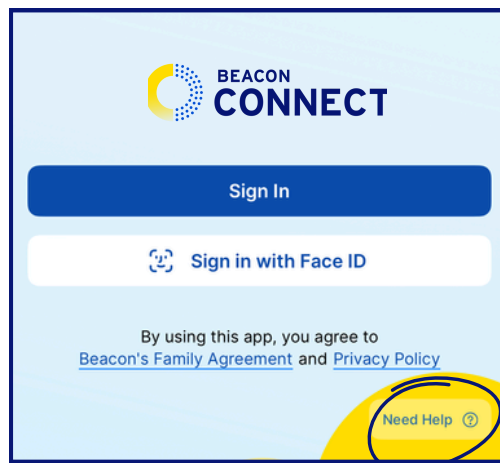 BEACON
CONNECT
Sign In
Sign in with Face ID
By using this app, you agree to
Beacon's Family Agreement and Privacy Policy
Need Help ?